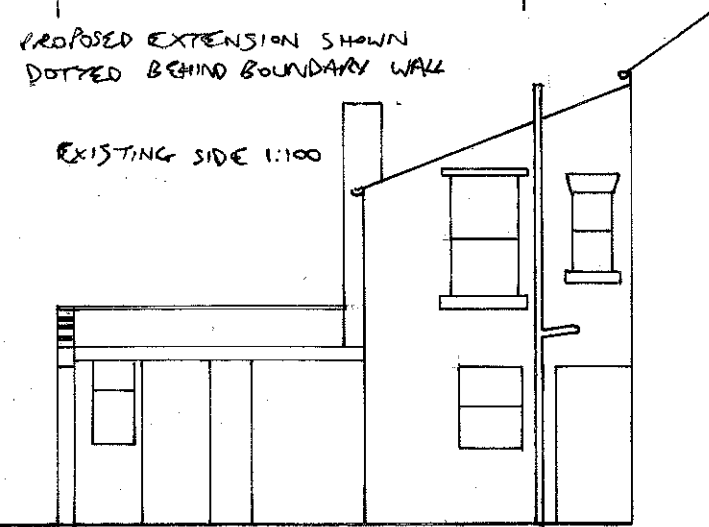 PROPOSED EXTENSION SHOWN
DOTTED BEHIND BOUNDARY WALL
EXISTING SIDE 1:100